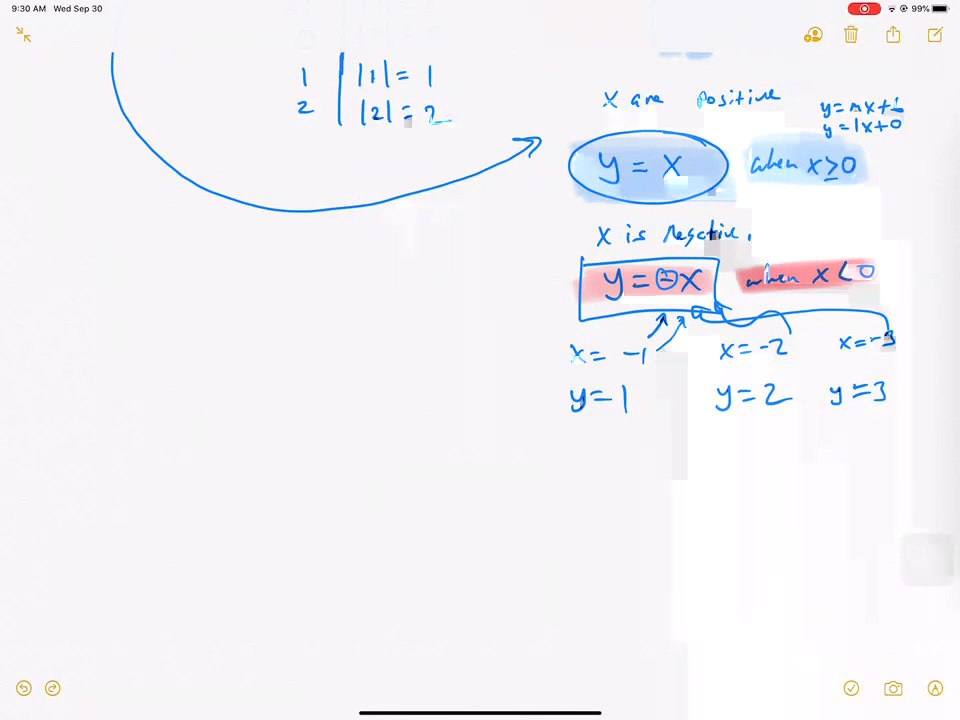 9:30 AM Wed Sep 30
99%
1 |1| = 1
2 |2| = 2
x are positive
y=mx+b
y=1x+0
y = x when x≥0
x is negative.
y = -x when x<0
x = -1 x = -2 x = -3
y = 1 y = 2 y = 3